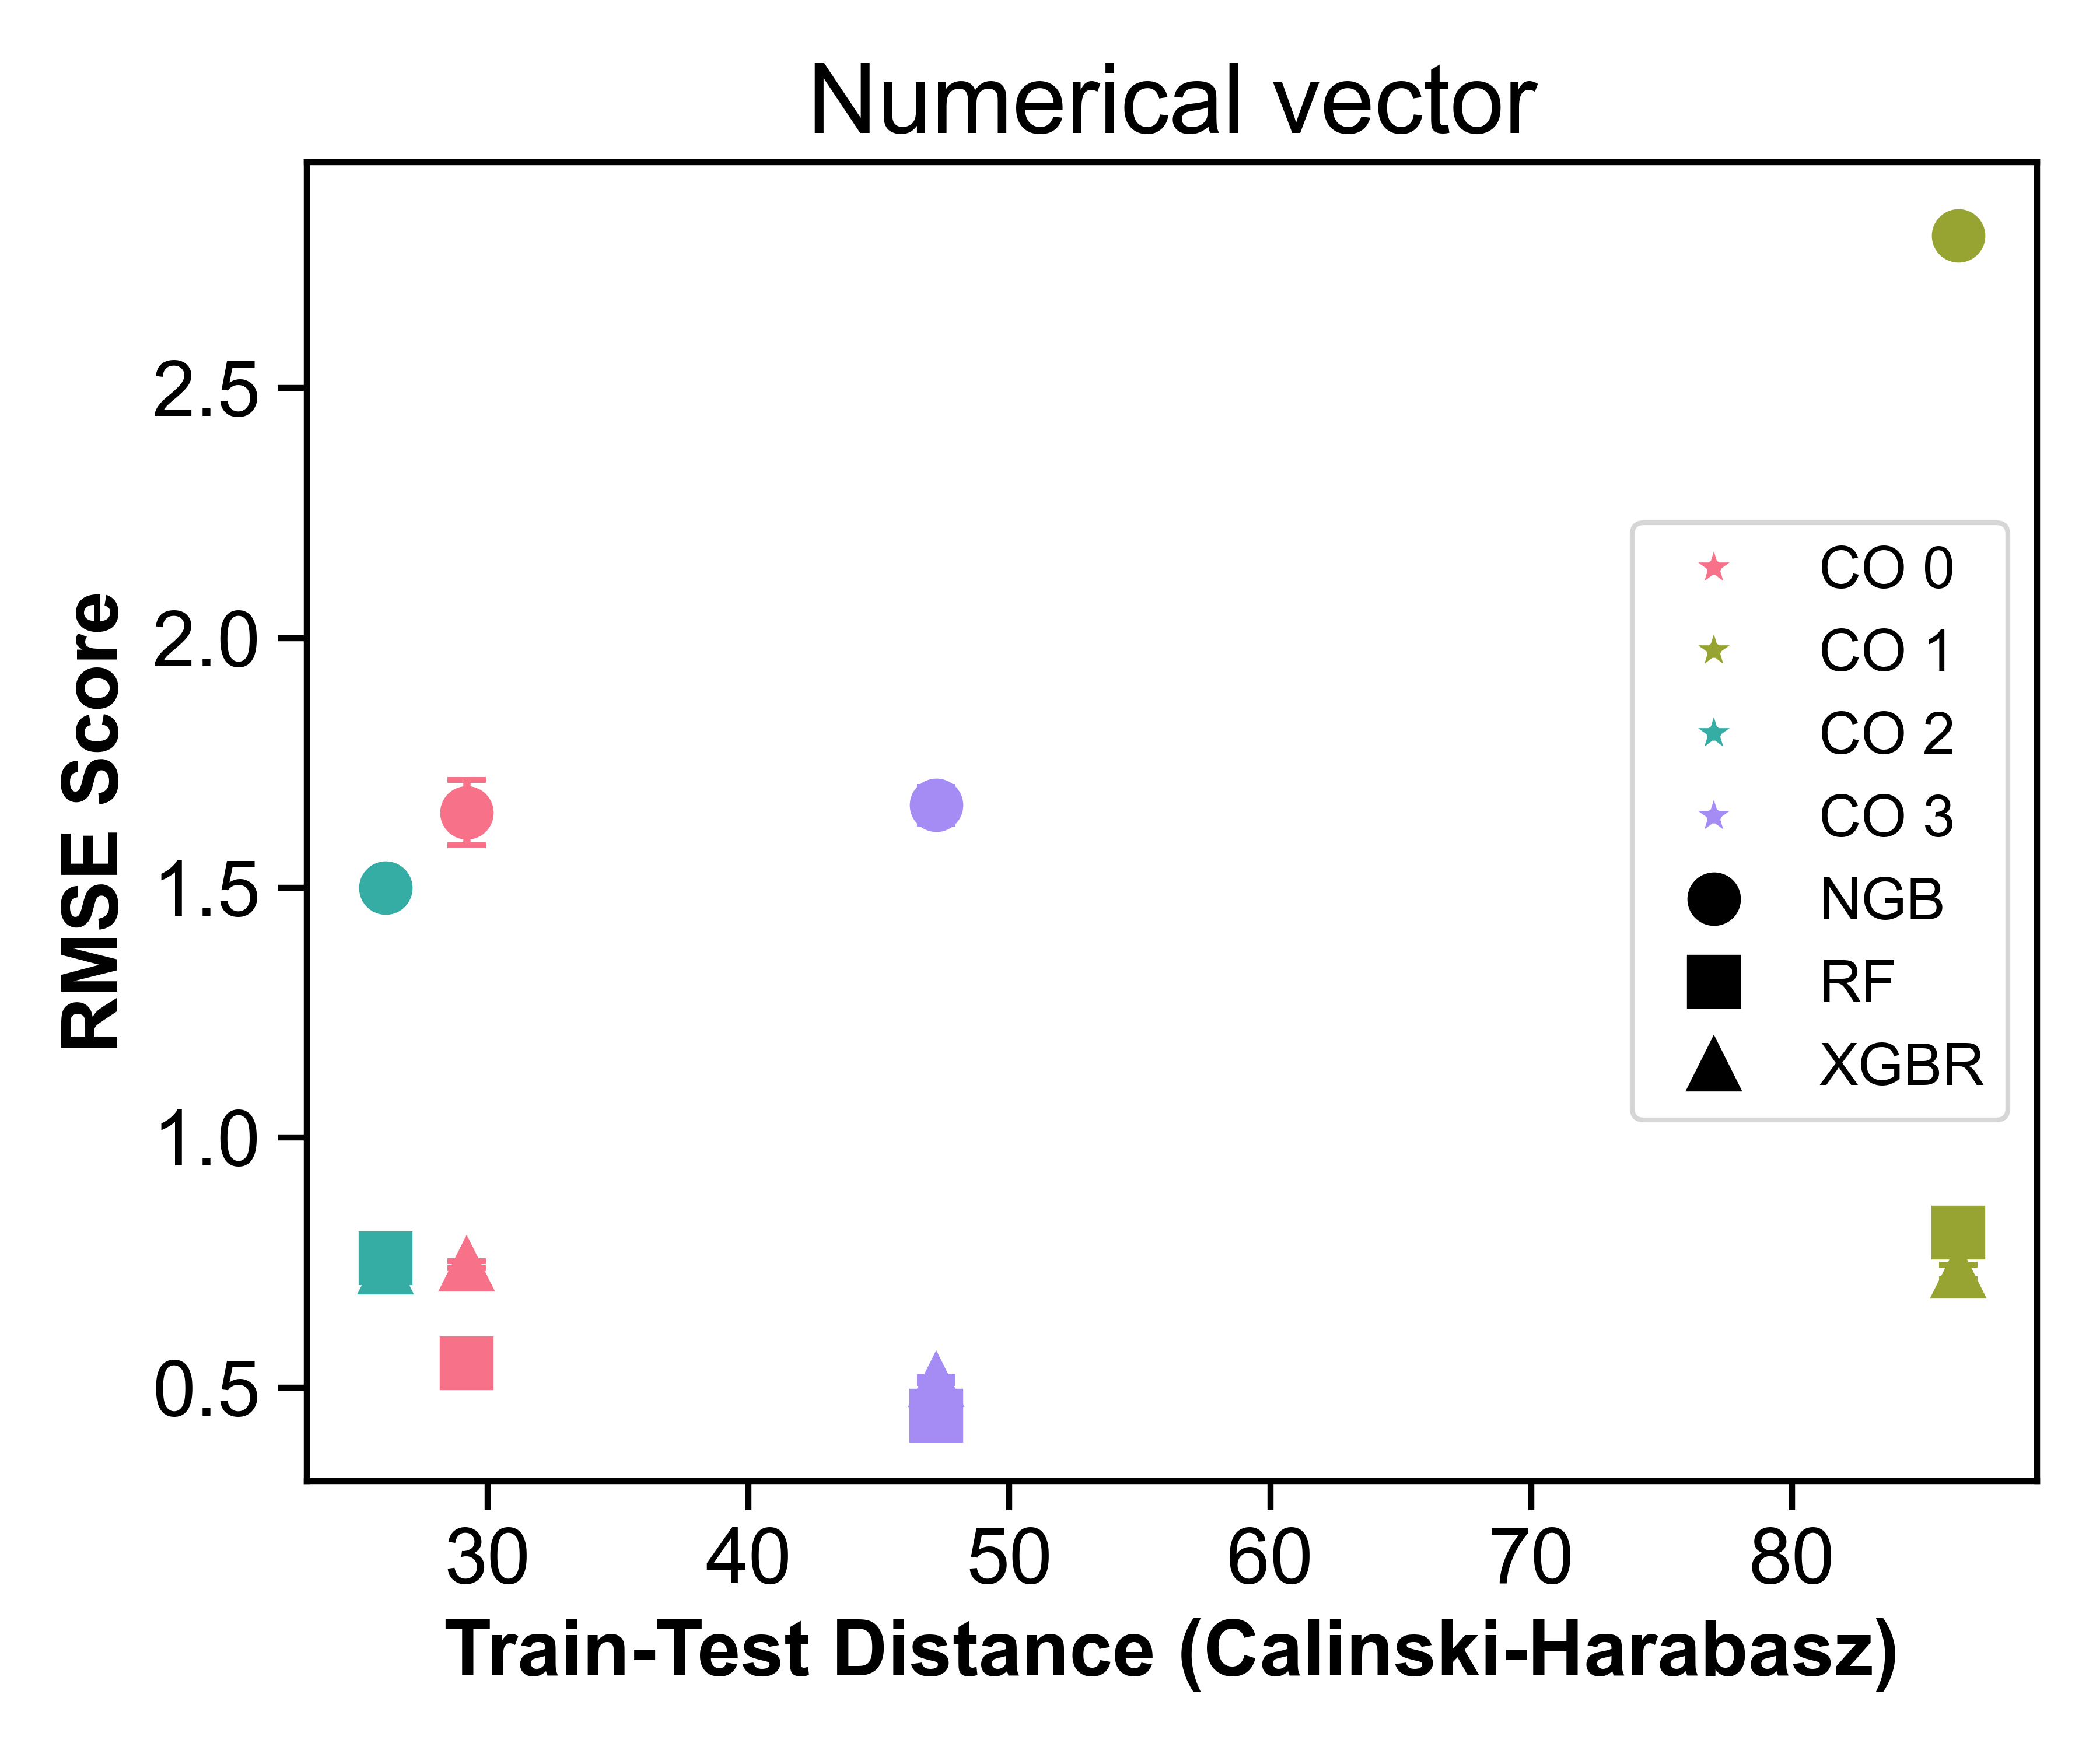 Numerical vector
RMSE Score
2.5
2.0
1.5
1.0
0.5
CO 0
CO 1
CO 2
CO 3
NGB
RF
XGBR
30 40 50 60 70 80
Train-Test Distance (Calinski-Harabasz)